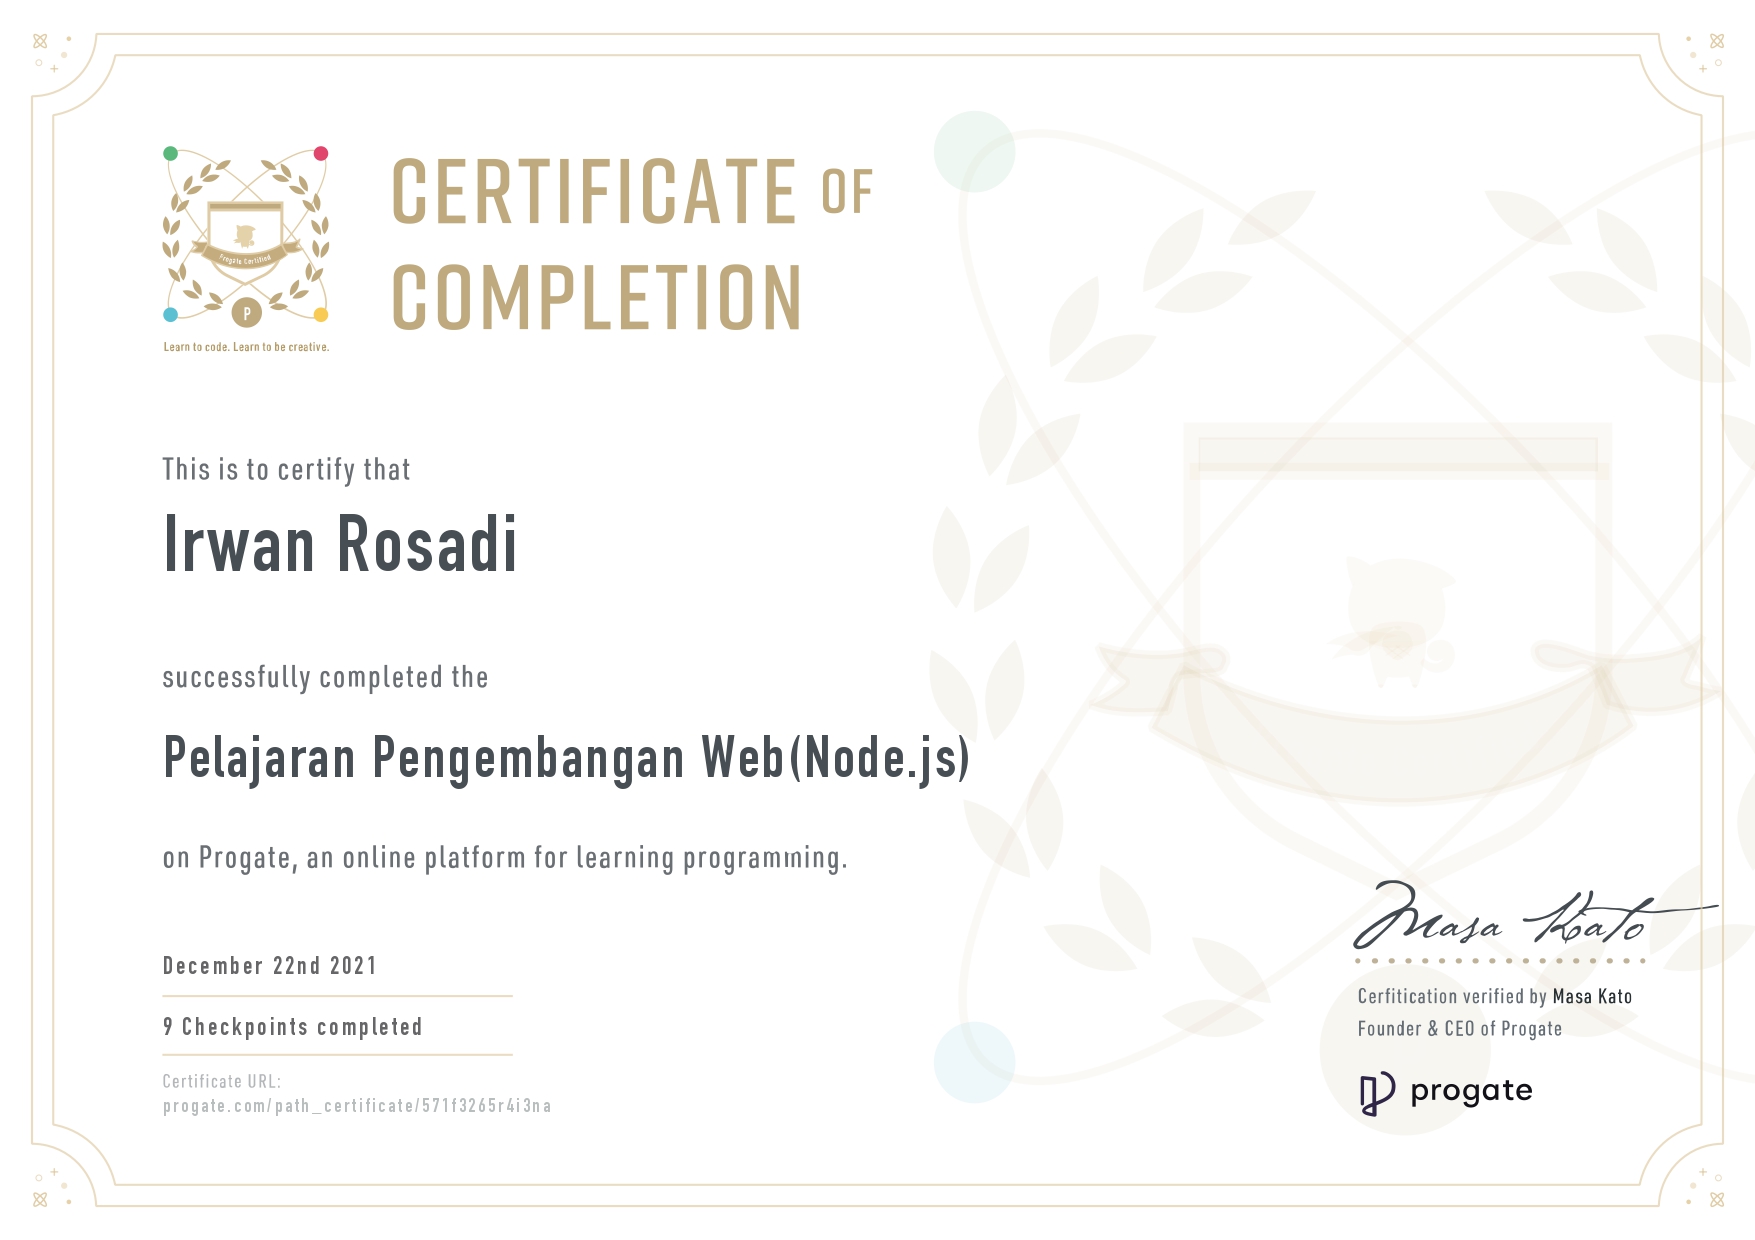 CERTIFICATE OF
COMPLETION
Progate Certified
P
Learn to code. Learn to be creative.
This is to certify that
Irwan Rosadi
successfully completed the
Pelajaran Pengembangan Web(Node.js)
on Progate, an online platform for learning programming.
December 22nd 2021
9 Checkpoints completed
Certificate URL:
progate.com/path_certificate/571f3265r4i3na
Masa Kato
Cerfitication verified by Masa Kato
Founder & CEO of Progate
progate